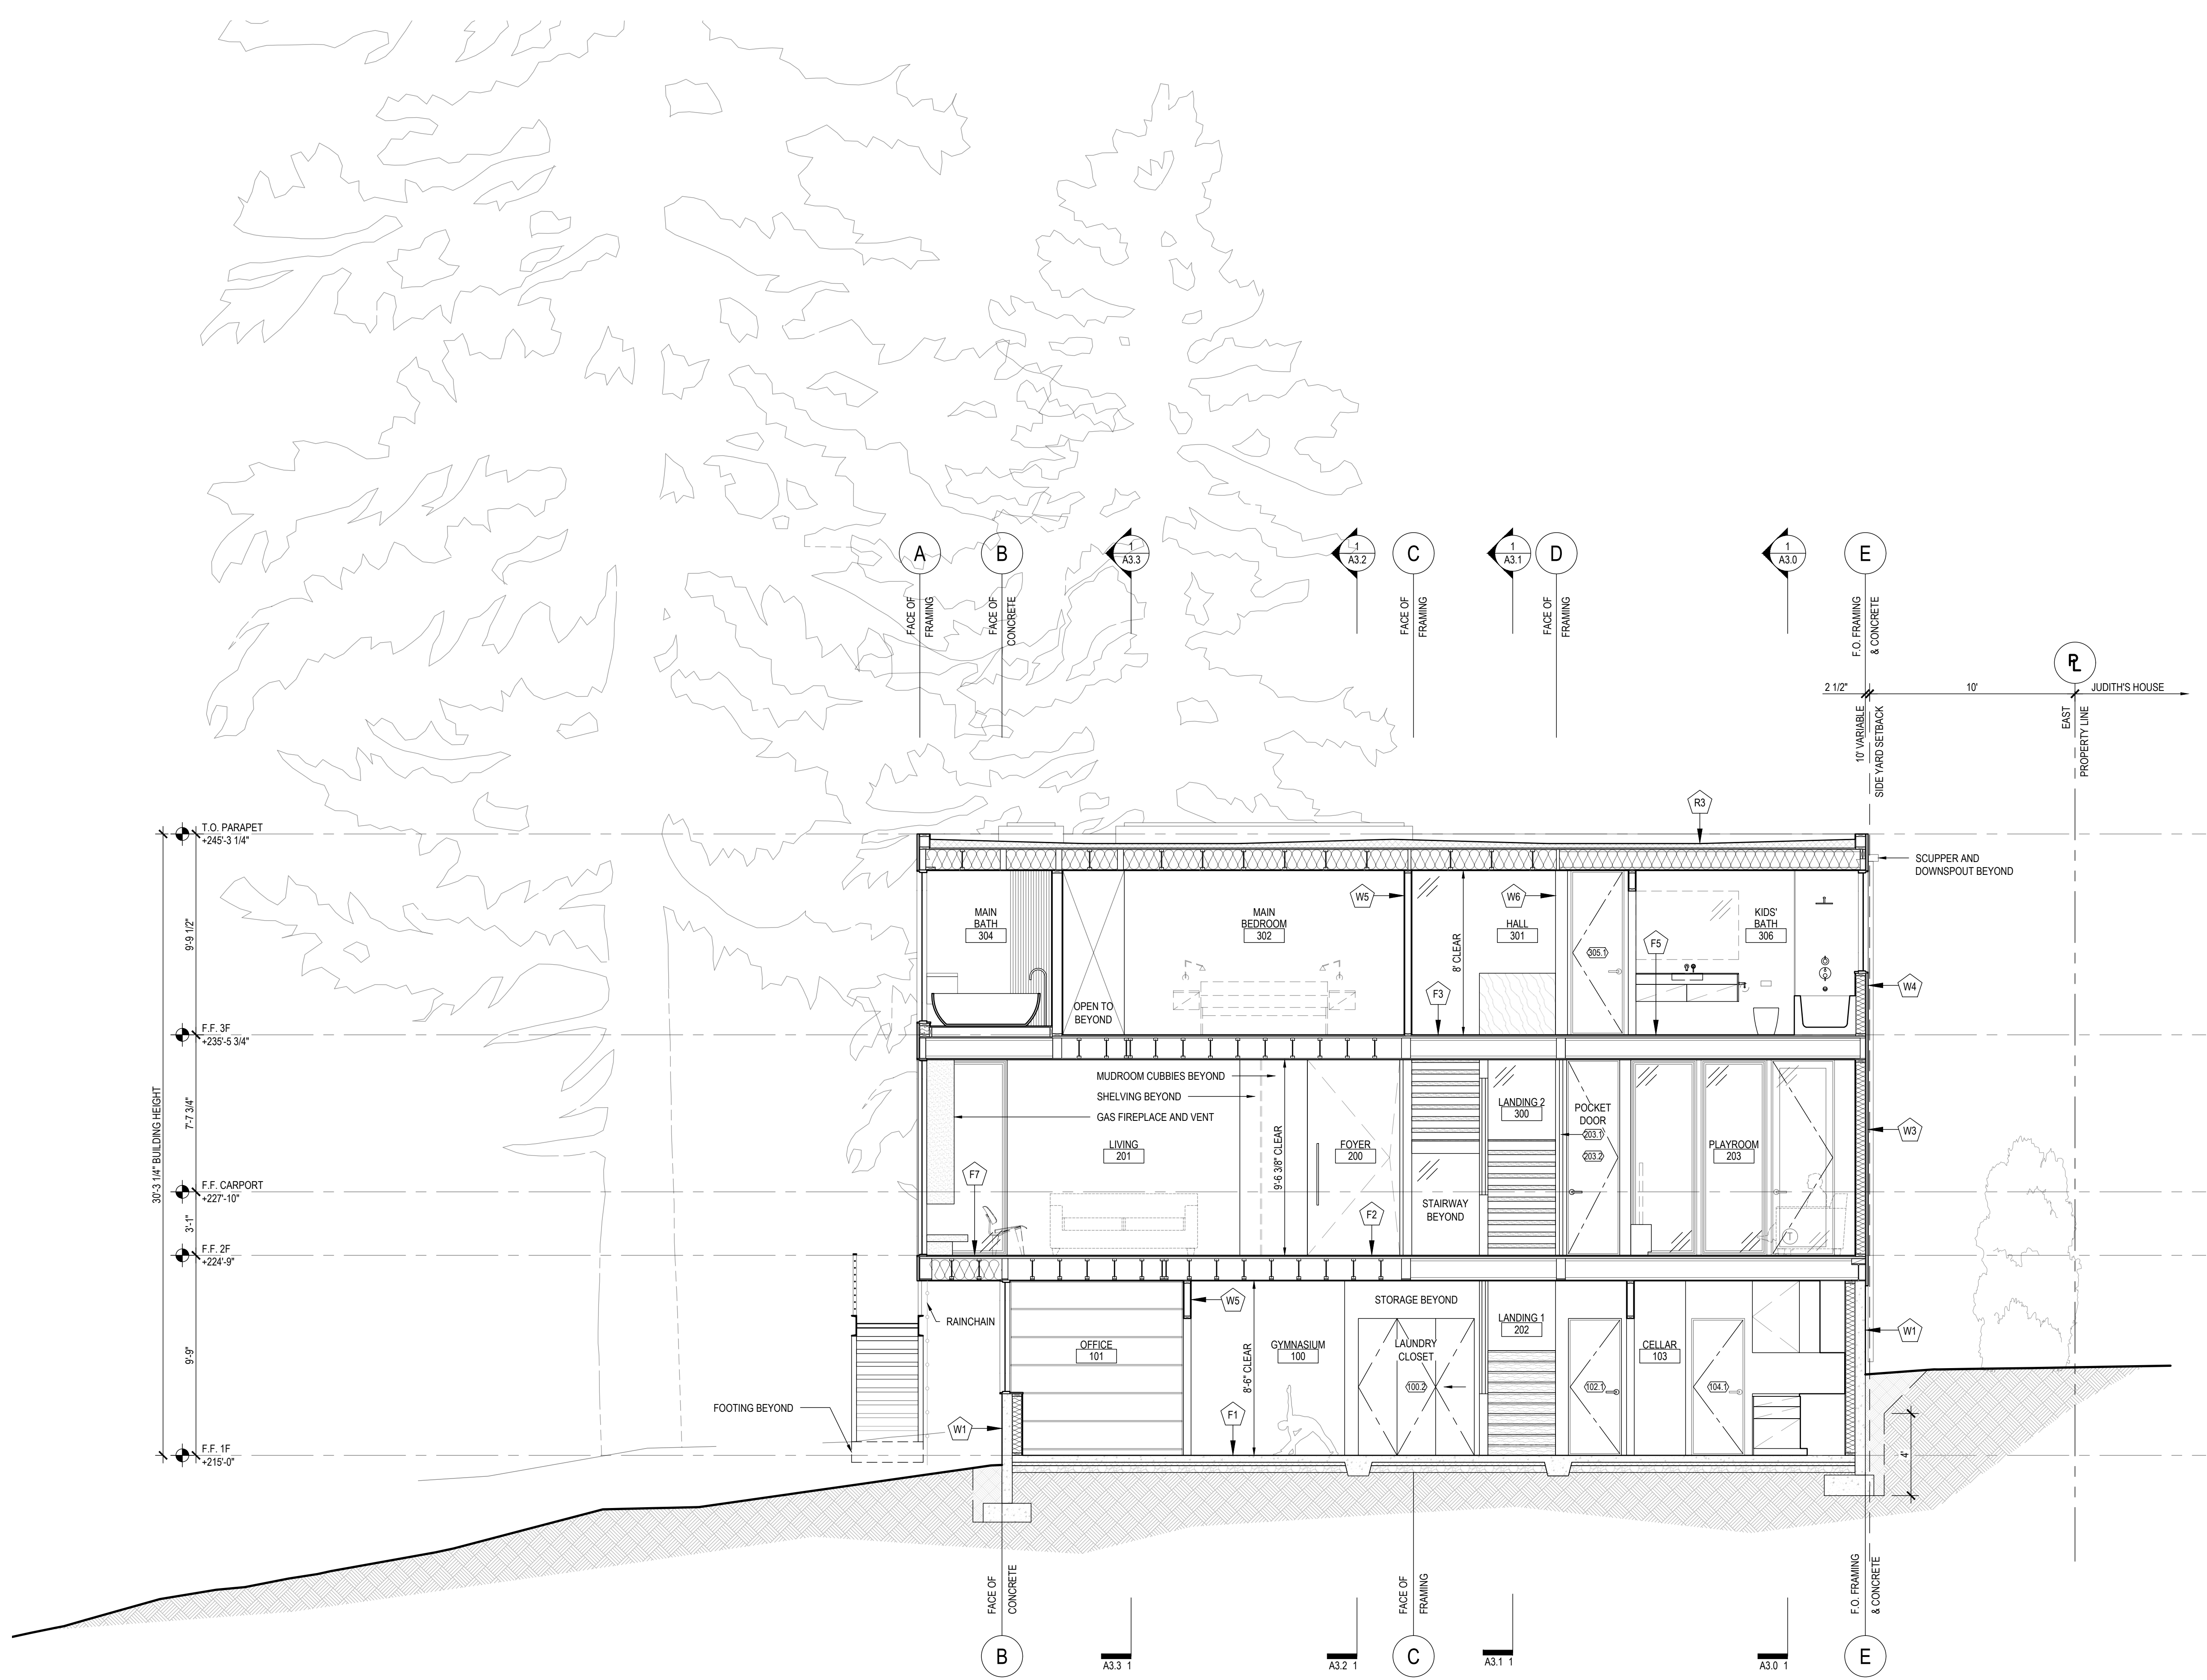 A
B
1
A3.3
1
A3.2
C
1
A3.1
D
1
A3.0
E
FACE OF
FRAMING
FACE OF
CONCRETE
FACE OF
FRAMING
FACE OF
FRAMING
F.O. FRAMING
& CONCRETE
PL
2 1/2"
10'
JUDITH'S HOUSE
10' VARIABLE
SIDE YARD SETBACK
EAST
PROPERTY LINE
R3
T.O. PARAPET
+245'-3 1/4"
SCUPPER AND
DOWNSPOUT BEYOND
9'-9 1/2"
MAIN
BATH
304
MAIN
BEDROOM
302
W5
W6
HALL
301
KIDS'
BATH
306
8' CLEAR
305.1
F5
F3
W4
OPEN TO
BEYOND
F.F. 3F
+235'-5 3/4"
30'-3 1/4" BUILDING HEIGHT
7'-7 3/4"
MUDROOM CUBBIES BEYOND
SHELVING BEYOND
GAS FIREPLACE AND VENT
LANDING 2
300
POCKET
DOOR
203.1
203.2
W3
LIVING
201
9'-6 3/8" CLEAR
FOYER
200
PLAYROOM
203
F7
F.F. CARPORT
+227'-10"
STAIRWAY
BEYOND
F2
3'-1"
T
F.F. 2F
+224'-9"
STORAGE BEYOND
W5
RAINCHAIN
LANDING 1
202
W1
9'-9"
OFFICE
101
GYMNASIUM
100
LAUNDRY
CLOSET
CELLAR
103
8'-6" CLEAR
100.2
102.1
104.1
FOOTING BEYOND
F1
W1
4'
F.F. 1F
+215'-0"
FACE OF
CONCRETE
FACE OF
FRAMING
F.O. FRAMING
& CONCRETE
B
A3.3 1
A3.2 1
C
A3.1 1
A3.0 1
E